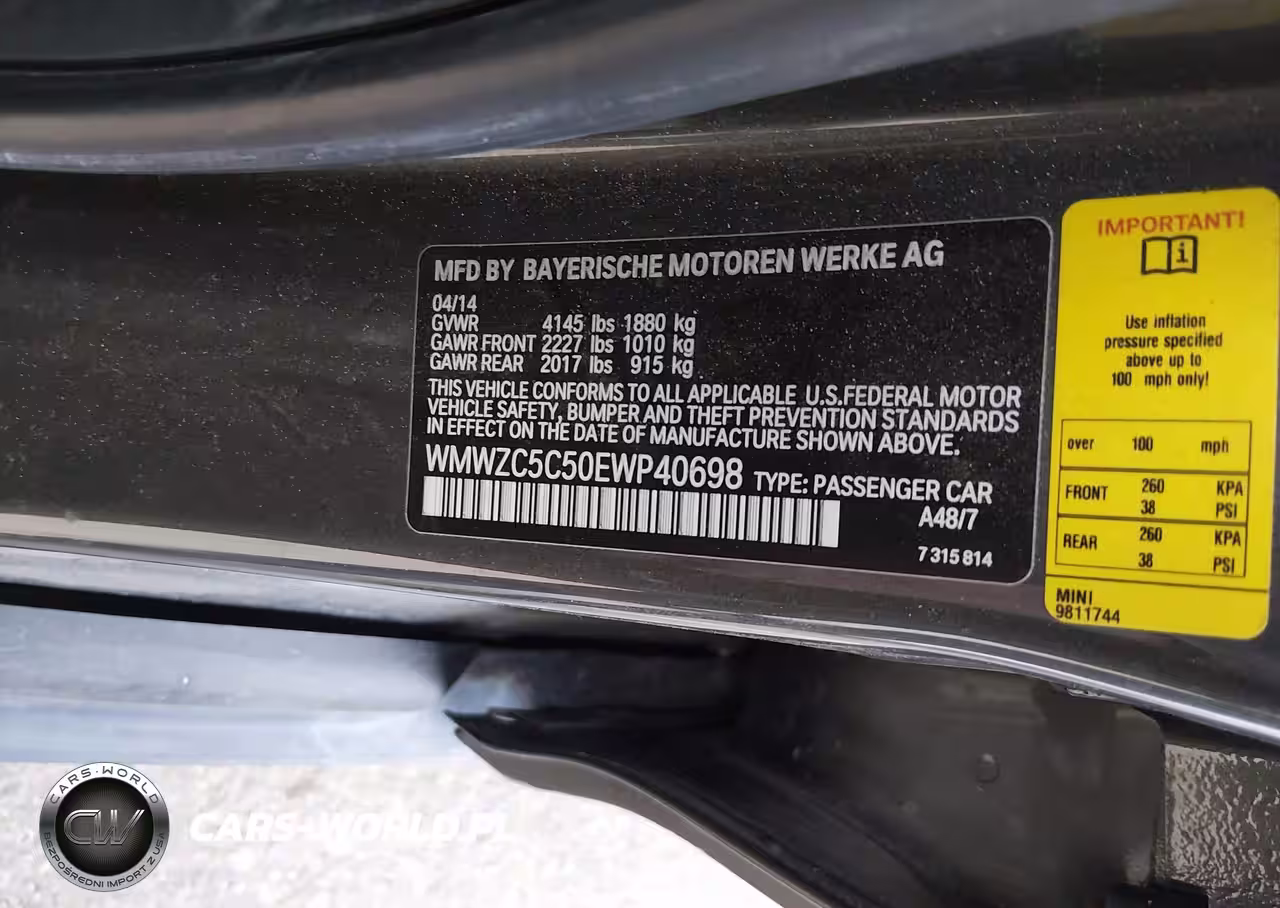 MFD BY BAYERISCHE MOTOREN WERKE AG
04/14
GVWR 4145 lbs 1880 kg
GAWR FRONT 2227 lbs 1010 kg
GAWR REAR 2017 lbs 915 kg
THIS VEHICLE CONFORMS TO ALL APPLICABLE U.S.FEDERAL MOTOR
VEHICLE SAFETY, BUMPER AND THEFT PREVENTION STANDARDS
IN EFFECT ON THE DATE OF MANUFACTURE SHOWN ABOVE.
WMWZC5C50EWP40698 TYPE: PASSENGER CAR
A48/7
7 315 814
IMPORTANT!
i
Use inflation
pressure specified
above up to
100 mph only!
over 100 mph
FRONT 260 KPA
38 PSI
REAR 260 KPA
38 PSI
MINI
9811744
CARS-WORLD
CW
BEZPOŚREDNI IMPORT Z USA
CARS-WORLD.PL